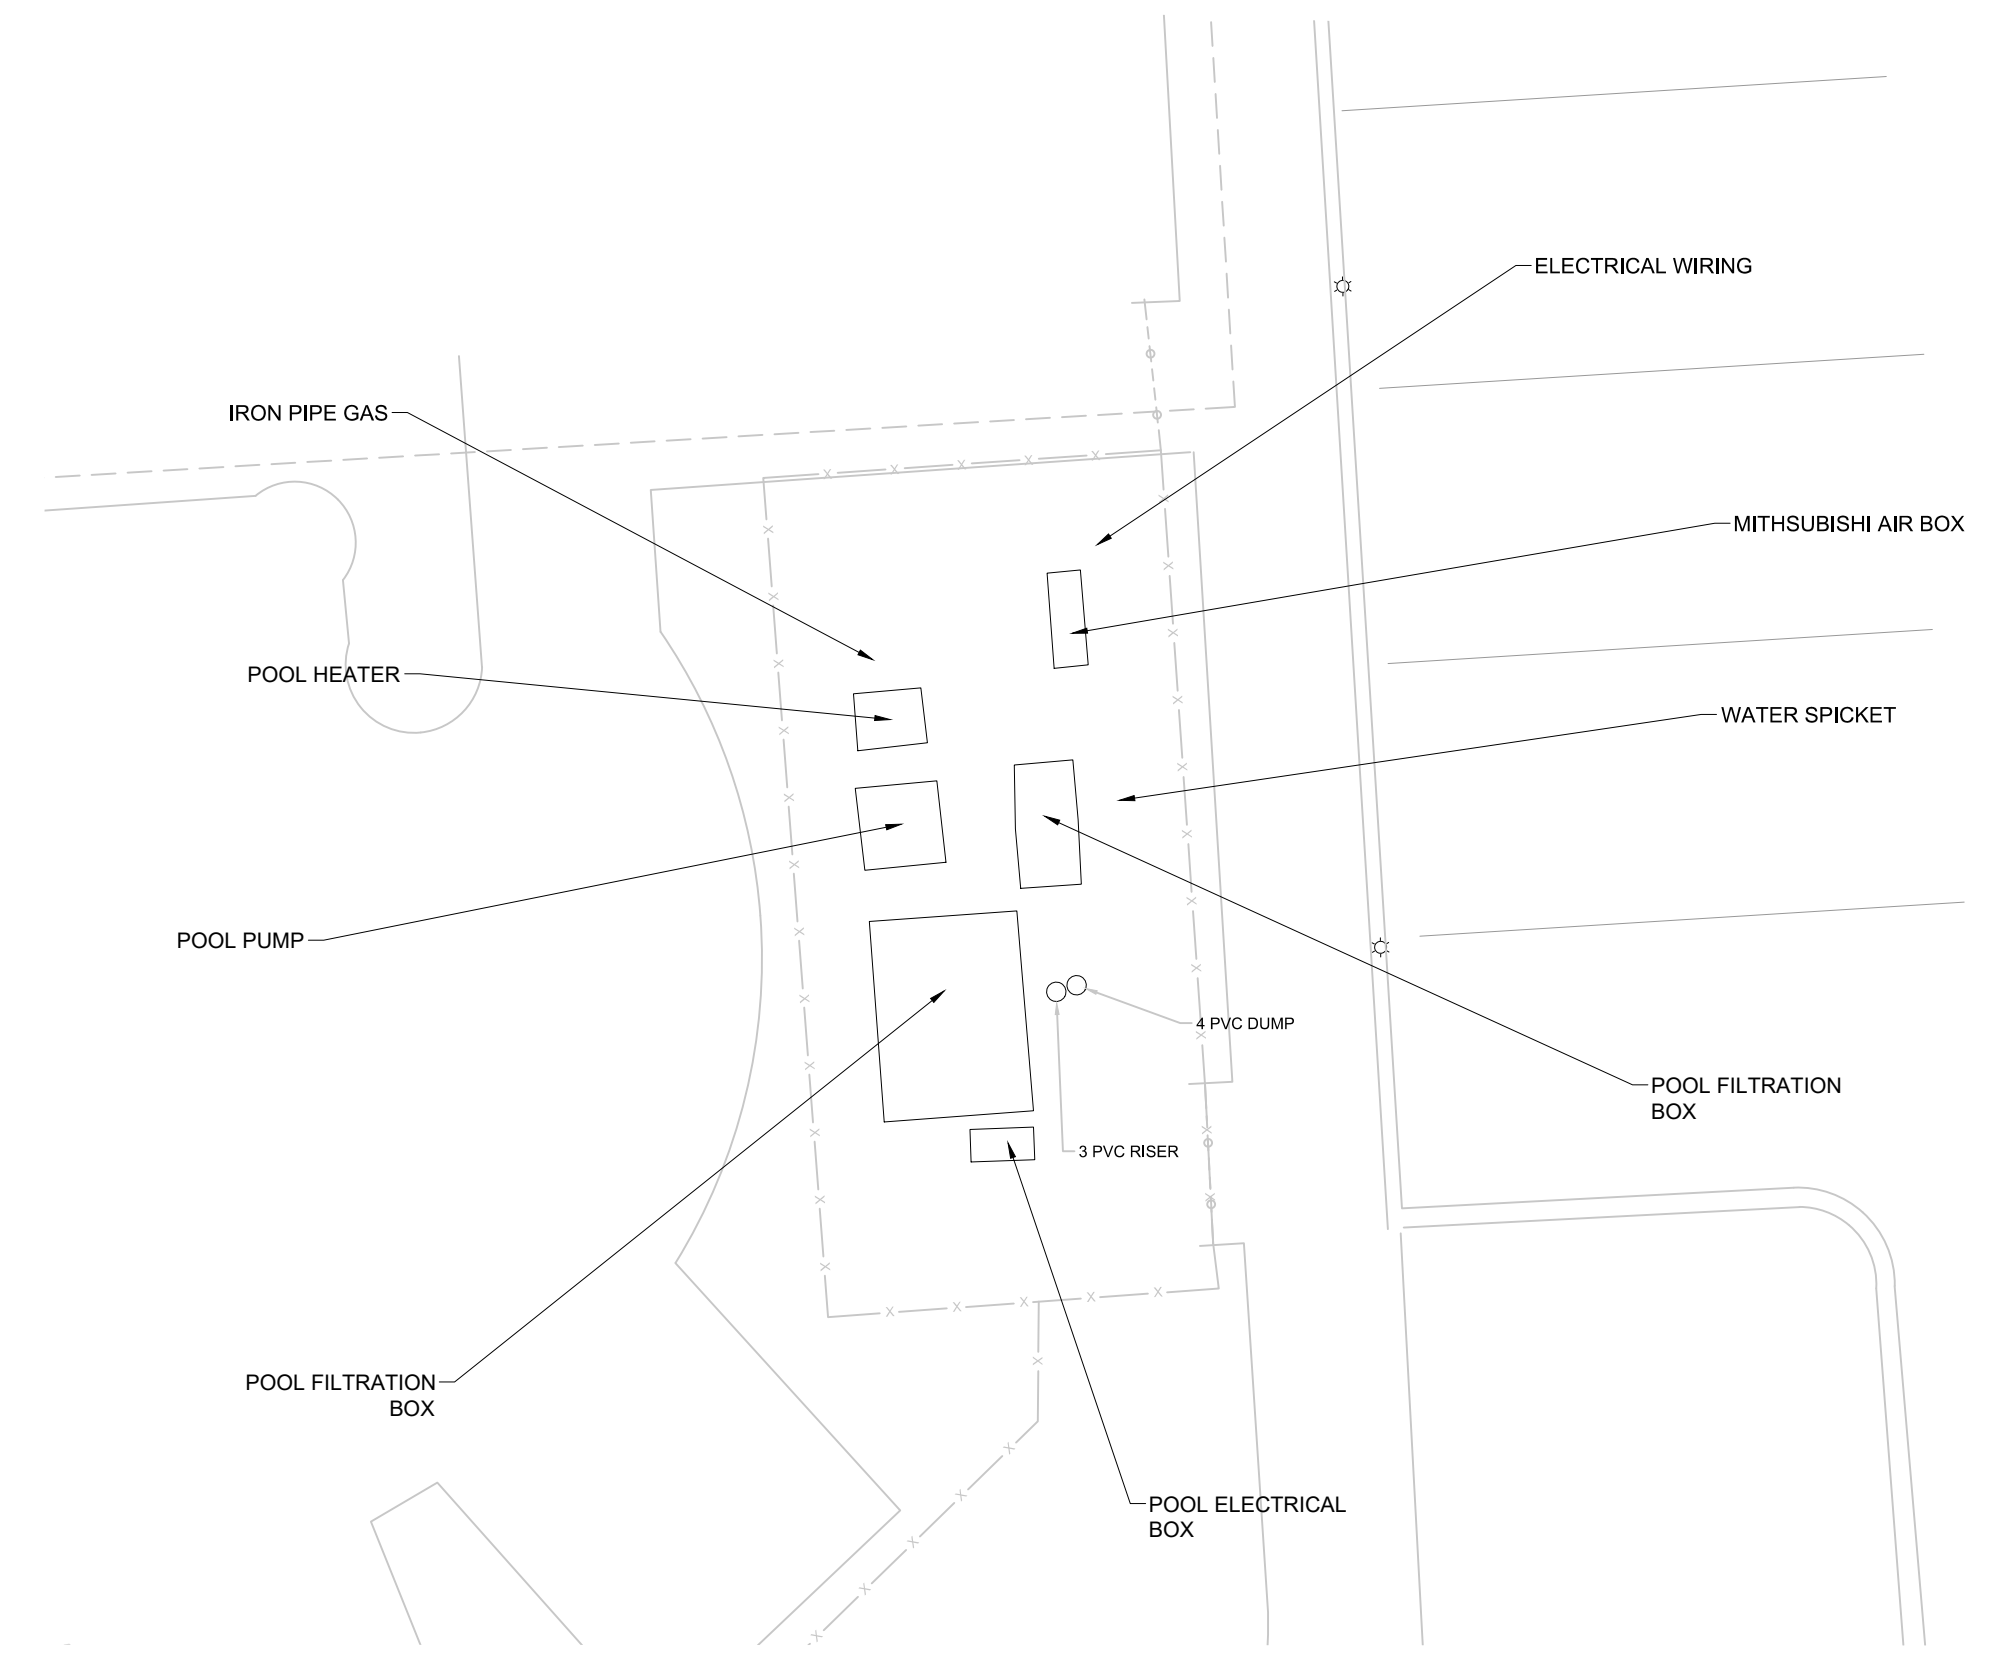 ELECTRICAL WIRING
IRON PIPE GAS
MITHSUBISHI AIR BOX
POOL HEATER
WATER SPICKET
POOL PUMP
4 PVC DUMP
POOL FILTRATION
BOX
3 PVC RISER
POOL FILTRATION
BOX
POOL ELECTRICAL
BOX